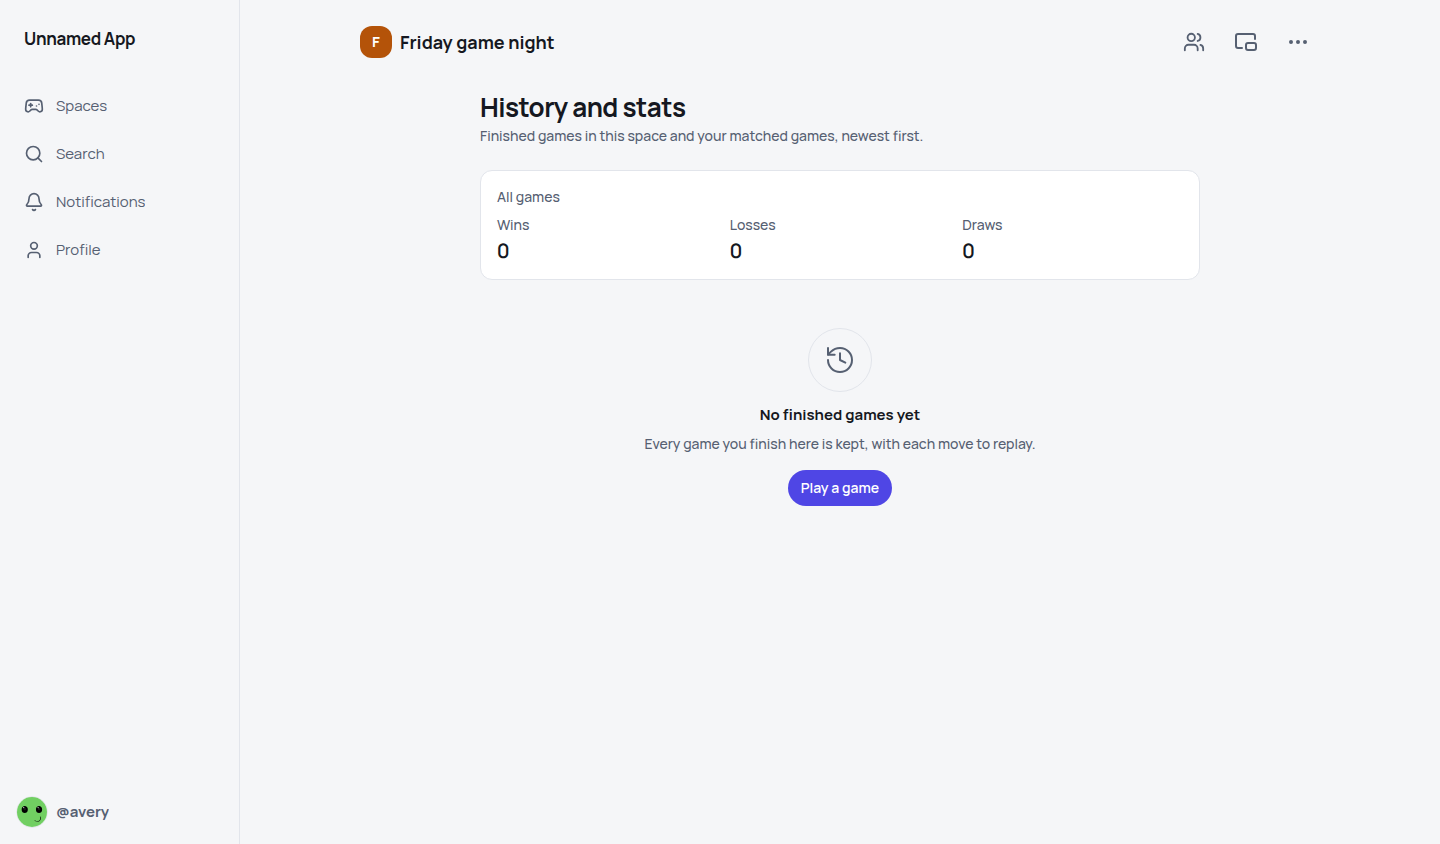 Unnamed App
Spaces
Search
Notifications
Profile
@avery
F
Friday game night
History and stats
Finished games in this space and your matched games, newest first.
All games
Wins
Losses
Draws
0
0
0
No finished games yet
Every game you finish here is kept, with each move to replay.
Play a game